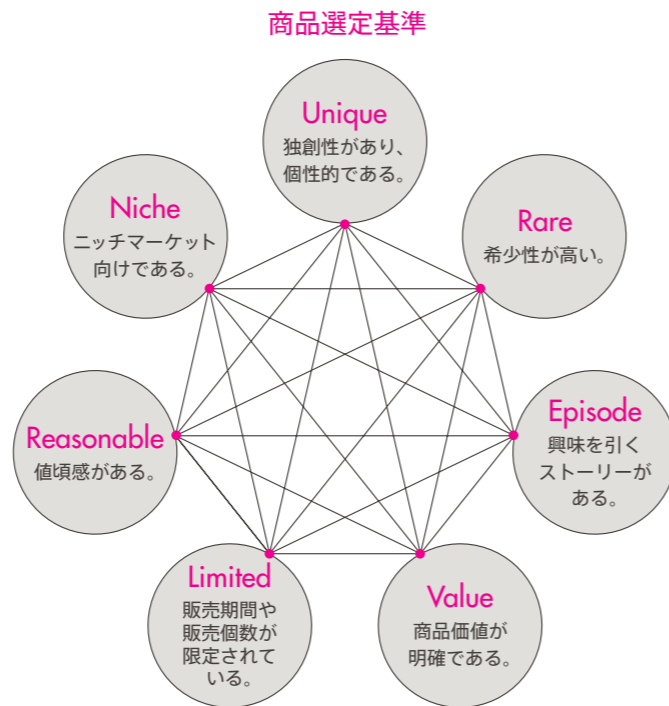 商品選定基準
Unique
独創性があり、
個性的である。
Rare
希少性が高い。
Episode
興味を引く
ストーリーが
ある。
Value
商品価値が
明確である。
Limited
販売期間や
販売個数が
限定されて
いる。
Reasonable
値頃感がある。
Niche
ニッチマーケット
向けである。